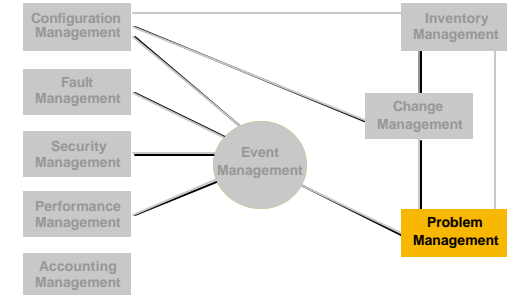 Configuration
Management
Inventory
Management
Fault
Management
Change
Management
Security
Management
Event
Management
Performance
Management
Problem
Management
Accounting
Management